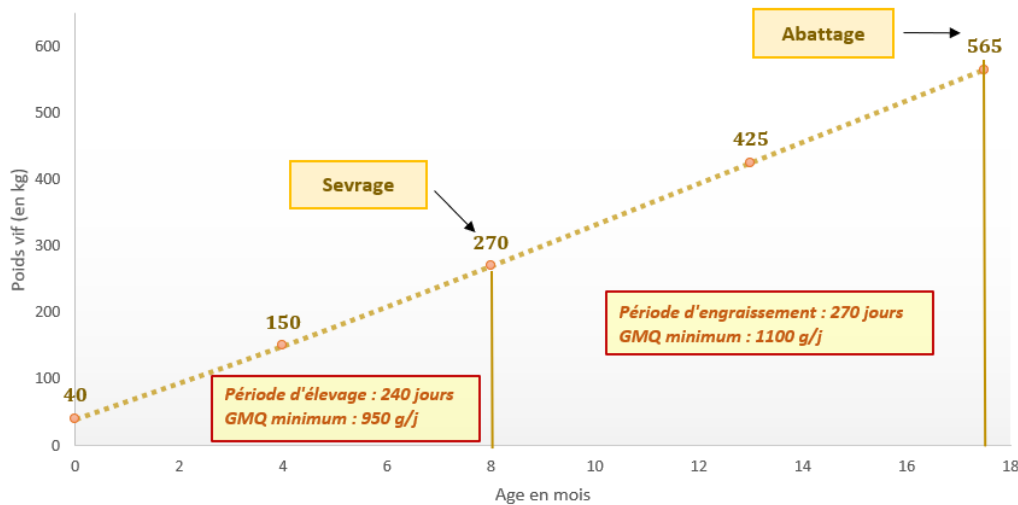 Poids vif (en kg)
600
500
400
300
200
100
0
Abattage
565
425
Sevrage
270
150
40
Période d'engraissement : 270 jours
GMQ minimum : 1100 g/j
Période d'élevage : 240 jours
GMQ minimum : 950 g/j
0 2 4 6 8 10 12 14 16 18
Age en mois